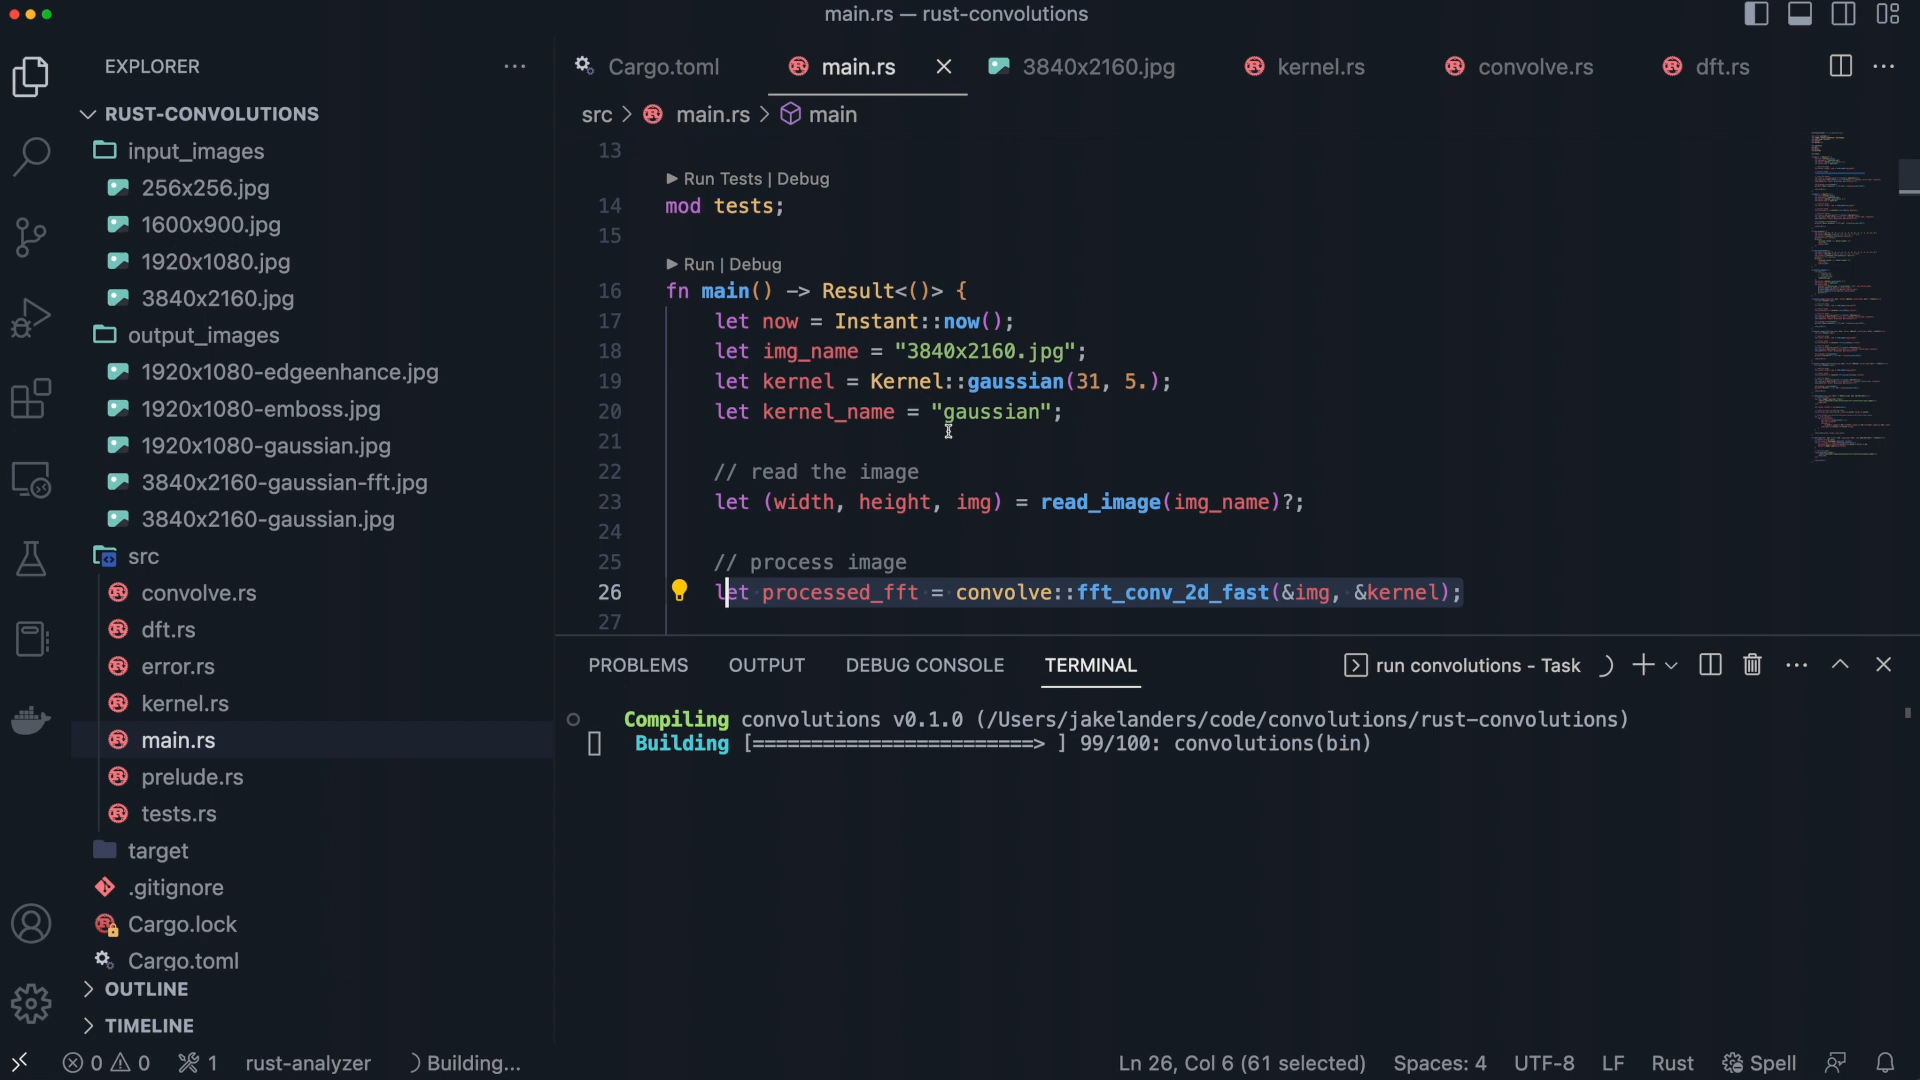 main.rs — rust-convolutions
EXPLORER
RUST-CONVOLUTIONS
input_images
256x256.jpg
1600x900.jpg
1920x1080.jpg
3840x2160.jpg
output_images
1920x1080-edgeenhance.jpg
1920x1080-emboss.jpg
1920x1080-gaussian.jpg
3840x2160-gaussian-fft.jpg
3840x2160-gaussian.jpg
src
convolve.rs
dft.rs
error.rs
kernel.rs
main.rs
prelude.rs
tests.rs
target
.gitignore
Cargo.lock
Cargo.toml
OUTLINE
TIMELINE
Cargo.toml main.rs 3840x2160.jpg kernel.rs convolve.rs dft.rs
src > main.rs > main
13
Run Tests | Debug
14 mod tests;
15
Run | Debug
16 fn main() -> Result<()> {
17 let now = Instant::now();
18 let img_name = "3840x2160.jpg";
19 let kernel = Kernel::gaussian(31, 5.);
20 let kernel_name = "gaussian";
21
22 // read the image
23 let (width, height, img) = read_image(img_name)?;
24
25 // process image
26 let processed_fft = convolve::fft_conv_2d_fast(&img, &kernel);
27
PROBLEMS OUTPUT DEBUG CONSOLE TERMINAL run convolutions - Task
Compiling convolutions v0.1.0 (/Users/jakelanders/code/convolutions/rust-convolutions)
Building [=======================> ] 99/100: convolutions(bin)
0 0 1 rust-analyzer Building... Ln 26, Col 6 (61 selected) Spaces: 4 UTF-8 LF Rust Spell